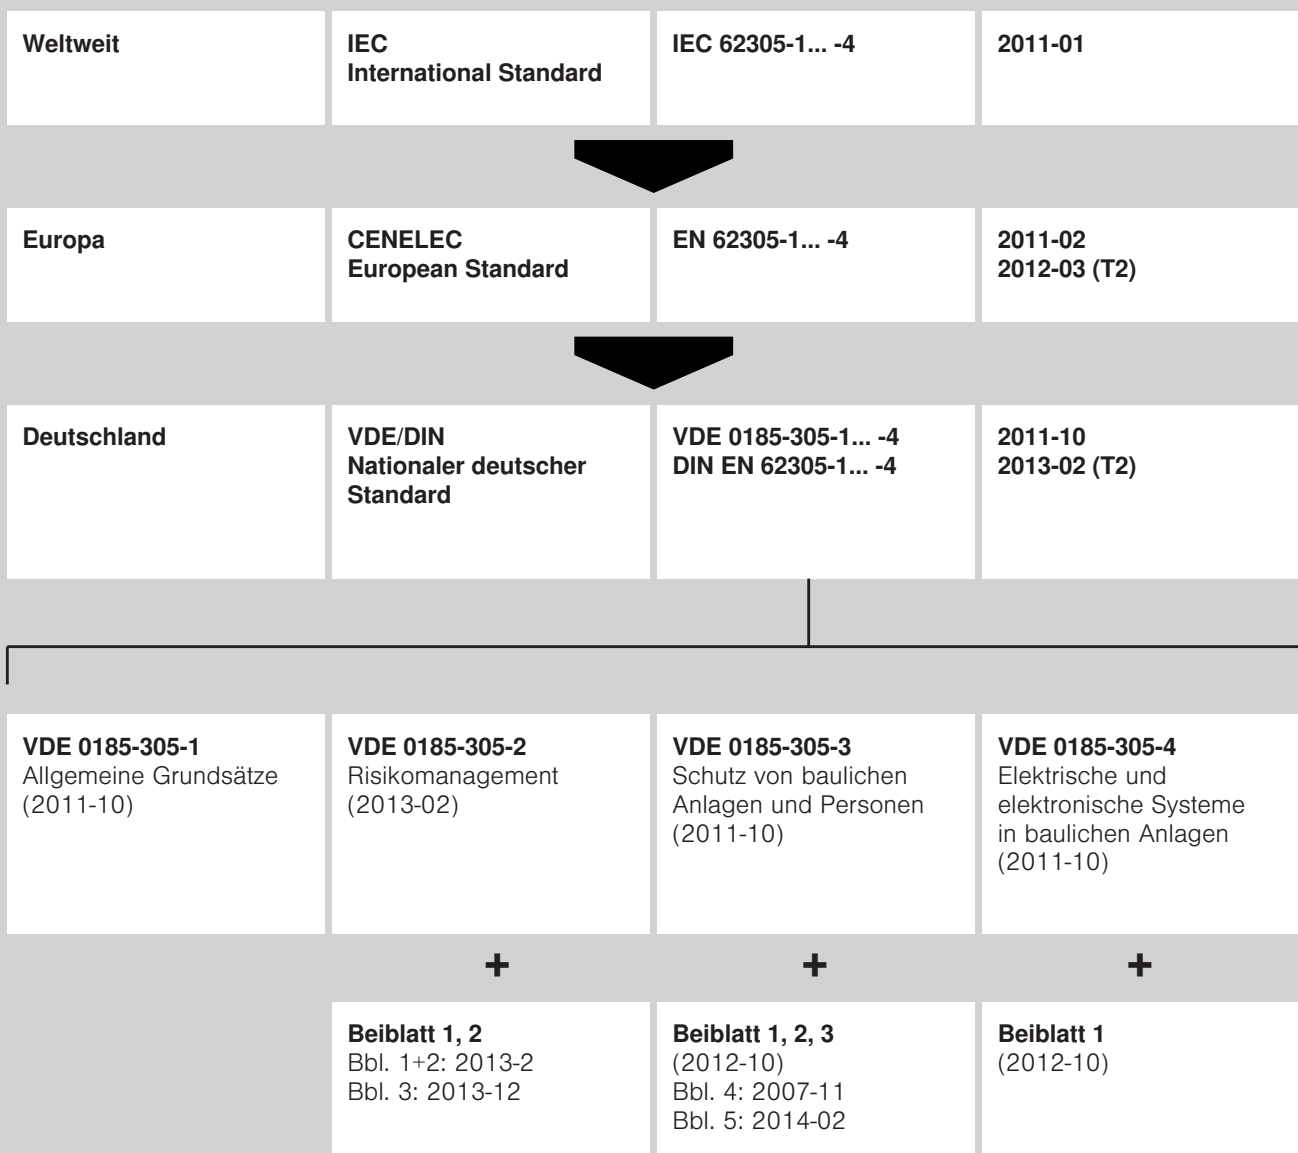 Weltweit
IEC
International Standard
IEC 62305-1... -4
2011-01
Europa
CENELEC
European Standard
EN 62305-1... -4
2011-02
2012-03 (T2)
Deutschland
VDE/DIN
Nationaler deutscher
Standard
VDE 0185-305-1... -4
DIN EN 62305-1... -4
2011-10
2013-02 (T2)
VDE 0185-305-1
Allgemeine Grundsätze
(2011-10)
VDE 0185-305-2
Risikomanagement
(2013-02)
VDE 0185-305-3
Schutz von baulichen
Anlagen und Personen
(2011-10)
VDE 0185-305-4
Elektrische und
elektronische Systeme
in baulichen Anlagen
(2011-10)
+
+
+
Beiblatt 1, 2
Bbl. 1+2: 2013-2
Bbl. 3: 2013-12
Beiblatt 1, 2, 3
(2012-10)
Bbl. 4: 2007-11
Bbl. 5: 2014-02
Beiblatt 1
(2012-10)